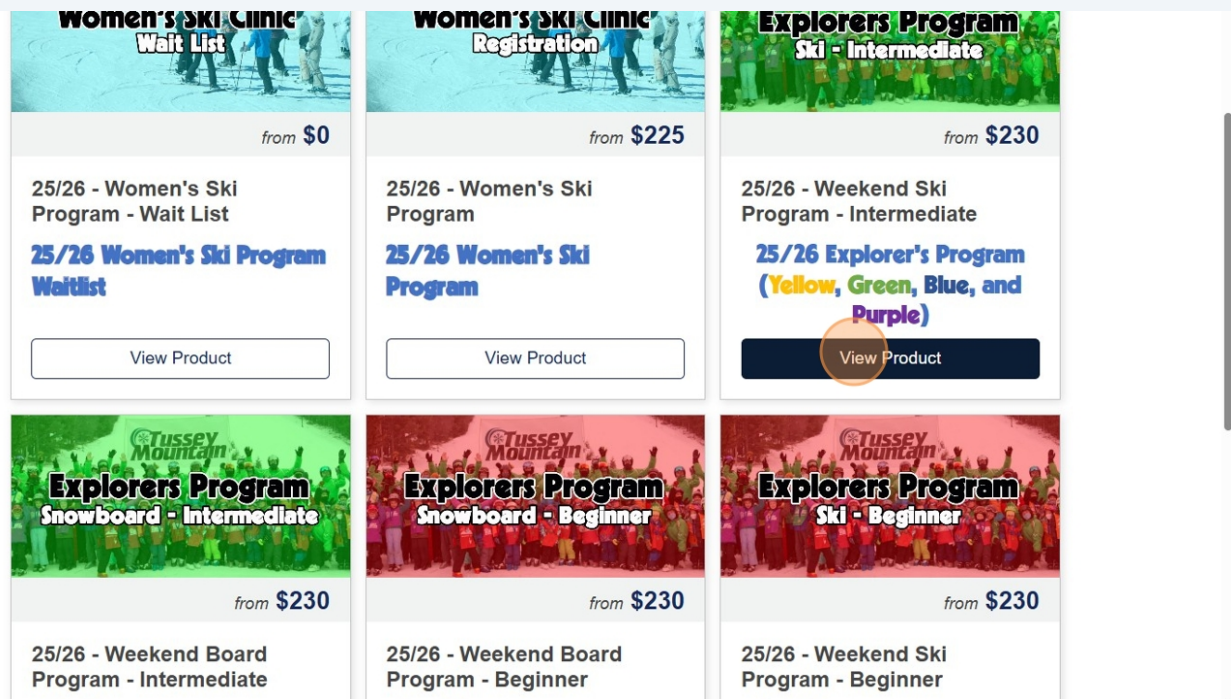 Women's Ski Clinic
Wait List
from $0
25/26 - Women's Ski
Program - Wait List
25/26 Women's Ski Program
Waitlist
View Product
Women's Ski Clinic
Registration
from $225
25/26 - Women's Ski
Program
25/26 Women's Ski
Program
View Product
Explorers Program
Ski - Intermediate
from $230
25/26 - Weekend Ski
Program - Intermediate
25/26 Explorer's Program
(Yellow, Green, Blue, and
Purple)
View Product
Tussey
Mountain
Explorers Program
Snowboard - Intermediate
from $230
25/26 - Weekend Board
Program - Intermediate
Tussey
Mountain
Explorers Program
Snowboard - Beginner
from $230
25/26 - Weekend Board
Program - Beginner
Tussey
Mountain
Explorers Program
Ski - Beginner
from $230
25/26 - Weekend Ski
Program - Beginner